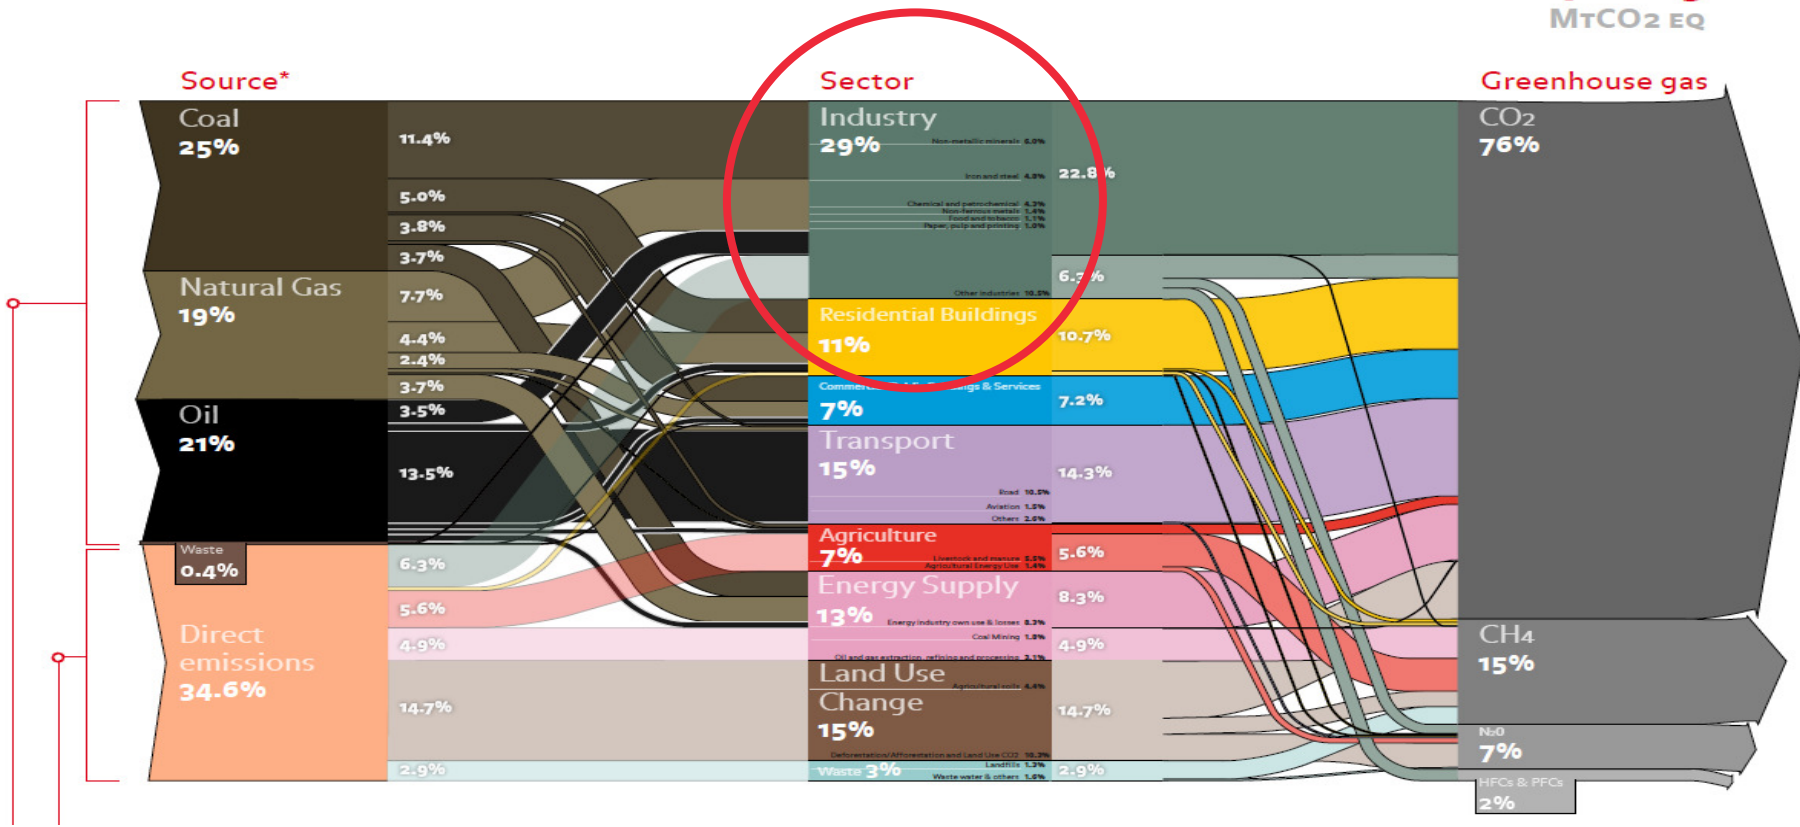 MtCO2 eq
Source*
Sector
Greenhouse gas
Coal
25%
Natural Gas
19%
Oil
21%
Waste
0.4%
Direct
emissions
34.6%
11.4%
5.0%
3.8%
3.7%
7.7%
4.4%
2.4%
3.7%
3.5%
13.5%
6.3%
5.6%
4.9%
14.7%
2.9%
Industry
29%
Non-metallic minerals 5.0%
Iron and steel 4.8%
Chemical and petrochemical 4.3%
Non-ferrous metals 1.4%
Food and tobacco 1.1%
Paper, pulp and printing 1.0%
Other industries 10.5%
Residential Buildings
11%
& Services
7%
Transport
15%
Road 10.5%
Aviation 1.5%
Others 2.6%
Agriculture
7%
Livestock and manure 5.5%
Agricultural Energy Use 1.4%
Energy Supply
13%
Energy industry own use & losses 8.3%
Coal Mining 1.8%
Oil and gas extraction, refining and processing 3.1%
Land Use
Agricultural soils 4.4%
Change
15%
Deforestation/Afforestation and Land Use CO2 10.3%
Waste 3%
Landfills 1.3%
Waste water & others 1.6%
22.8%
6.3%
10.7%
7.2%
14.3%
5.6%
8.3%
4.9%
14.7%
2.9%
CO2
76%
CH4
15%
N2O
7%
HFCs & PFCs
2%